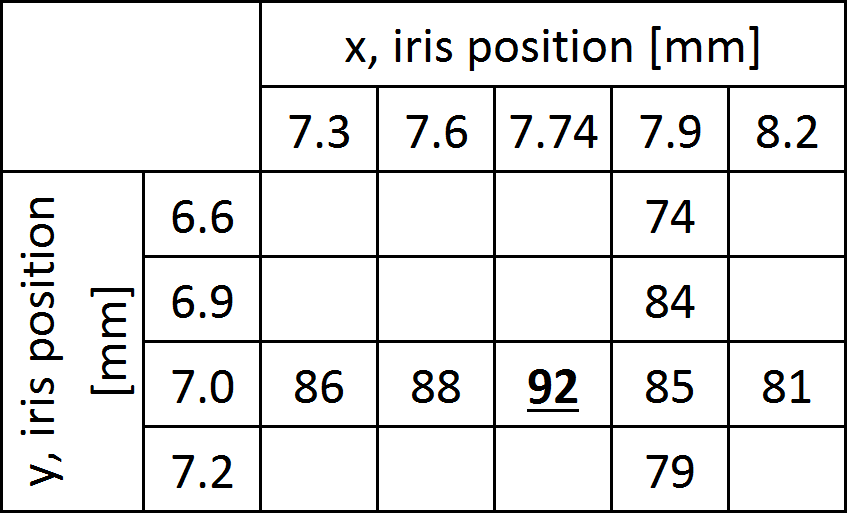 x, iris position [mm]
7.3 7.6 7.74 7.9 8.2
y, iris position
[mm]
6.6 74
6.9 84
7.0 86 88 92 85 81
7.2 79